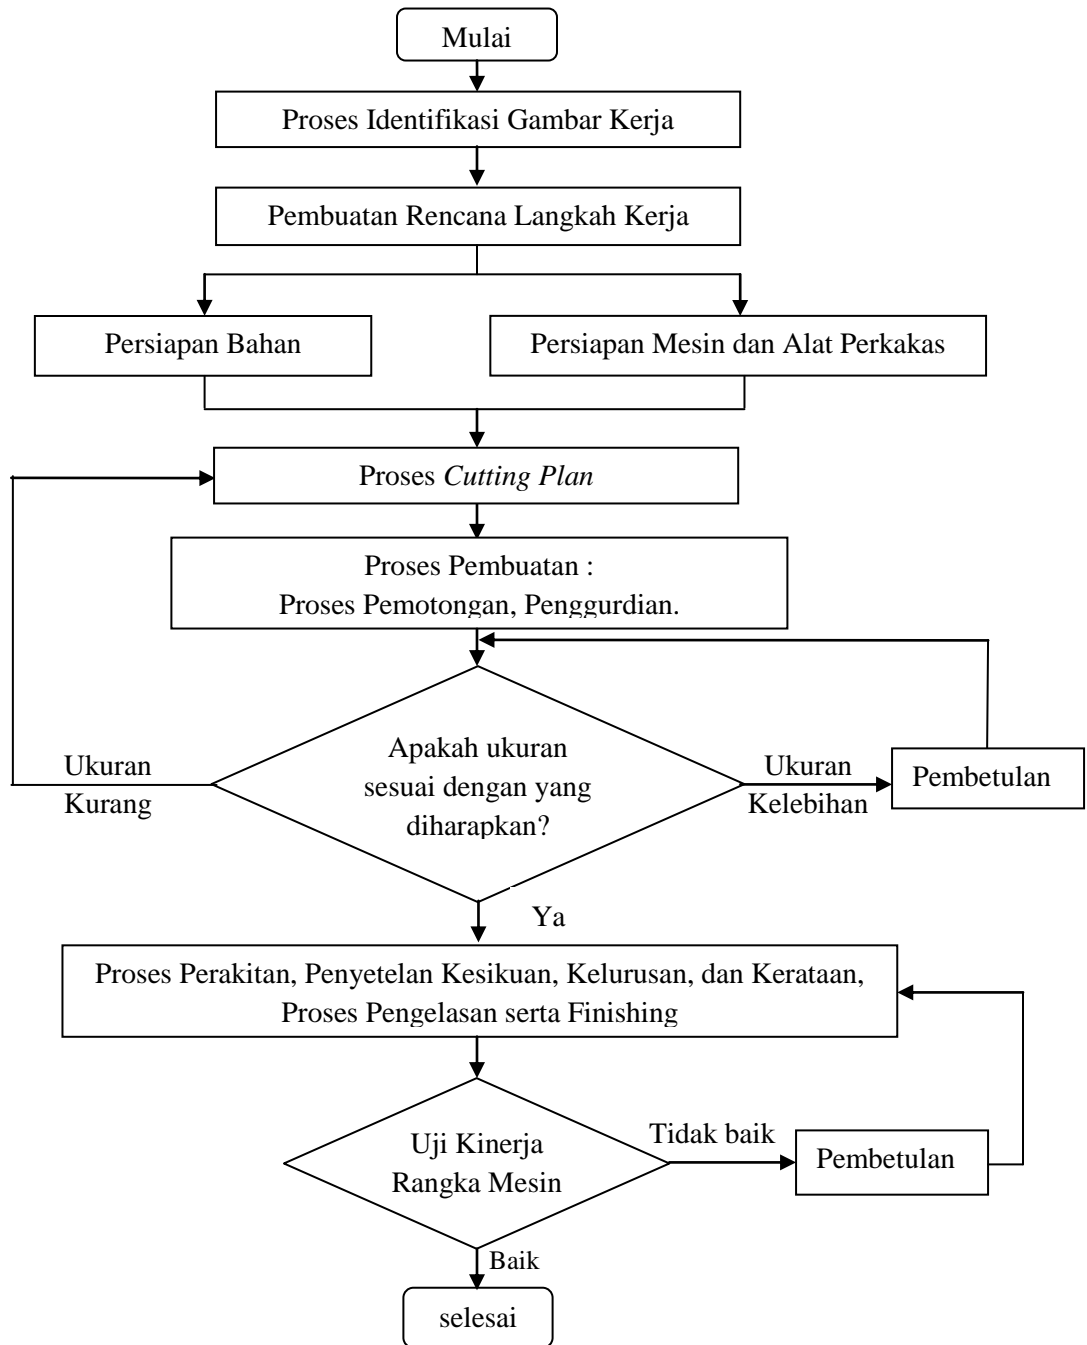 Mulai
Proses Identifikasi Gambar Kerja
Pembuatan Rencana Langkah Kerja
Persiapan Bahan
Persiapan Mesin dan Alat Perkakas
Proses Cutting Plan
Proses Pembuatan :
Proses Pemotongan, Penggurdian.
Ukuran
Kurang
Apakah ukuran
sesuai dengan yang
diharapkan?
Ukuran
Kelebihan
Pembetulan
Ya
Proses Perakitan, Penyetelan Kesikuan, Kelurusan, dan Kerataan,
Proses Pengelasan serta Finishing
Uji Kinerja
Rangka Mesin
Tidak baik
Pembetulan
Baik
selesai